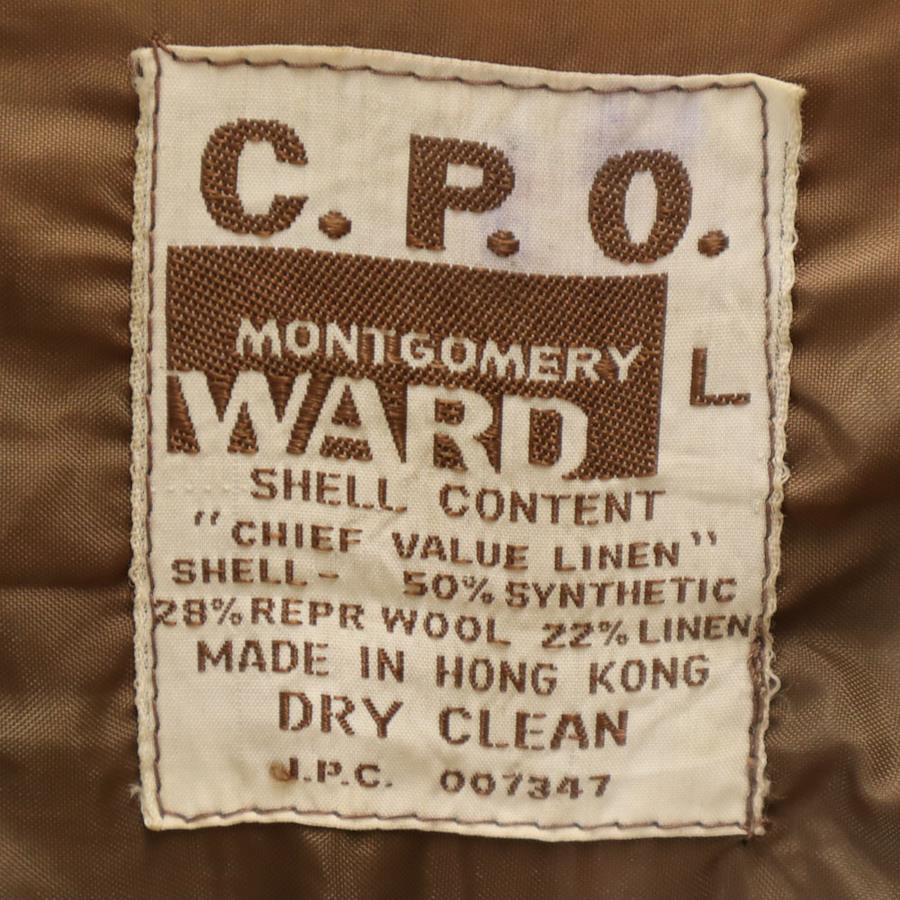 C. P. O.
MONTGOMERY
WARD
L
SHELL CONTENT
"CHIEF VALUE LINEN"
SHELL- 50% SYNTHETIC
28% REPR WOOL 22% LINEN
MADE IN HONG KONG
DRY CLEAN
J.P.C. 007347